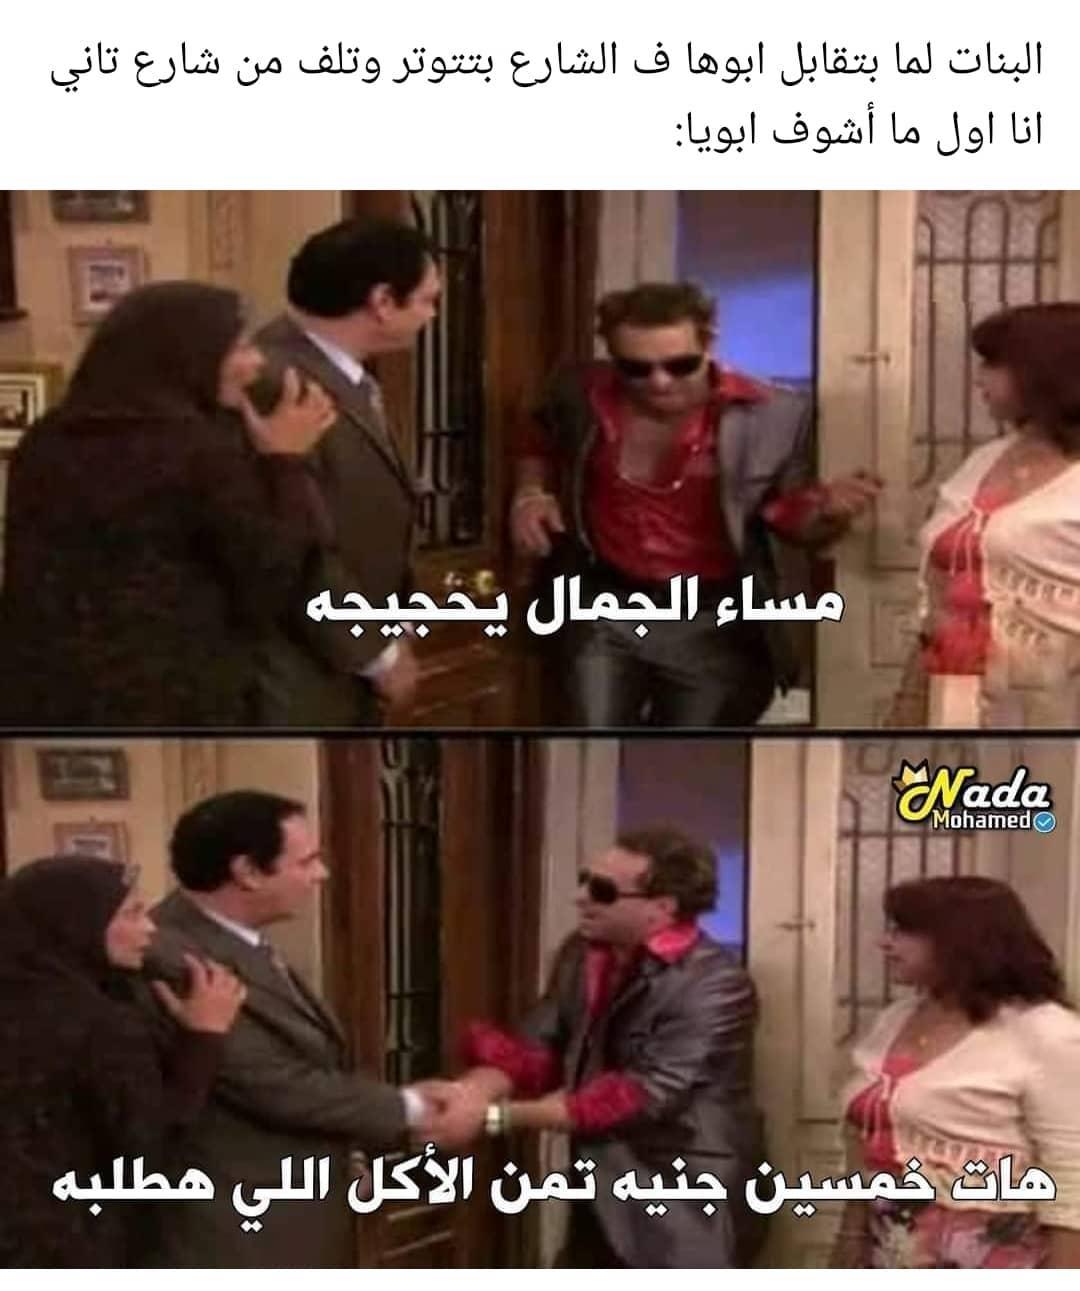 البنات لما بتقابل ابوها ف الشارع بتتوتر وتلف من شارع تاني
انا اول ما أشوف ابويا:
مساء الجمال يحجيجه
Nada
Mohamed
هات خمسين جنيه تمن الأكل اللي هطلبه